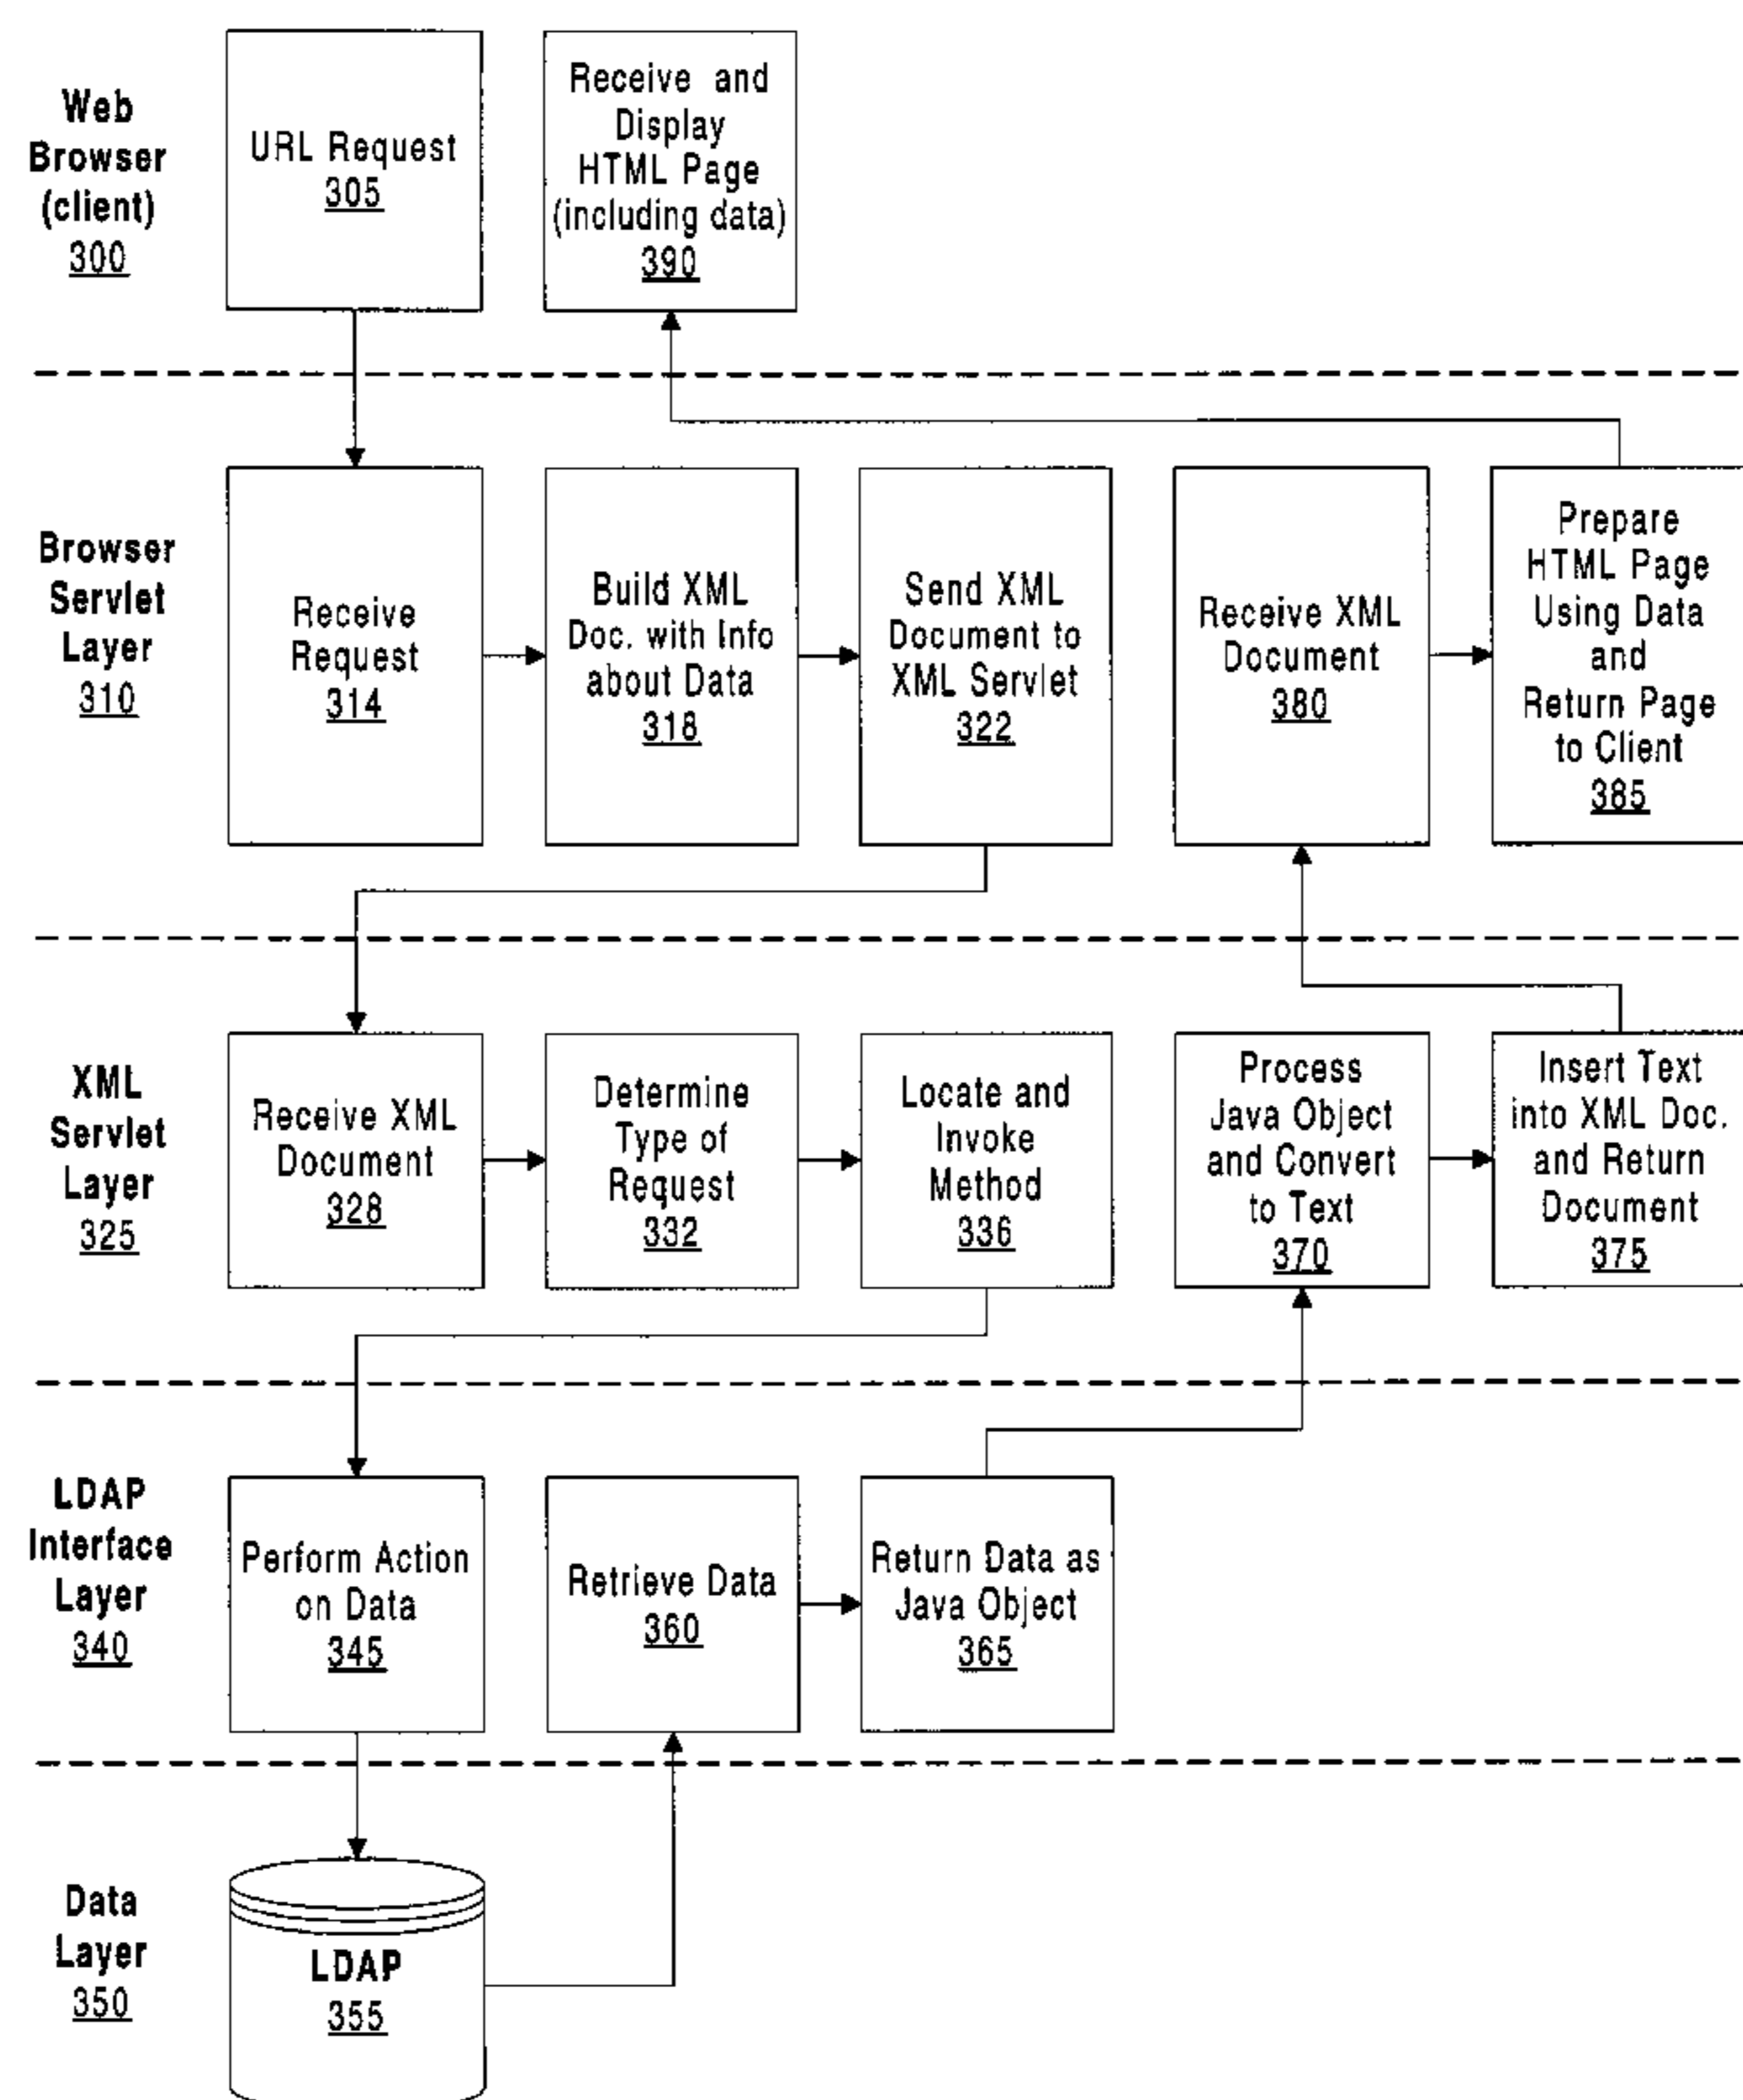 Web
Browser
(client)
300
URL Request
305
Receive and
Display
HTML Page
(including data)
390
Browser
Servlet
Layer
310
Receive
Request
314
Build XML
Doc. with Info
about Data
318
Send XML
Document to
XML Servlet
322
Receive XML
Document
380
Prepare
HTML Page
Using Data
and
Return Page
to Client
385
XML
Servlet
Layer
325
Receive XML
Document
328
Determine
Type of
Request
332
Locate and
Invoke
Method
336
Process
Java Object
and Convert
to Text
370
Insert Text
into XML Doc.
and Return
Document
375
LDAP
Interface
Layer
340
Perform Action
on Data
345
Retrieve Data
360
Return Data as
Java Object
365
Data
Layer
350
LDAP
355